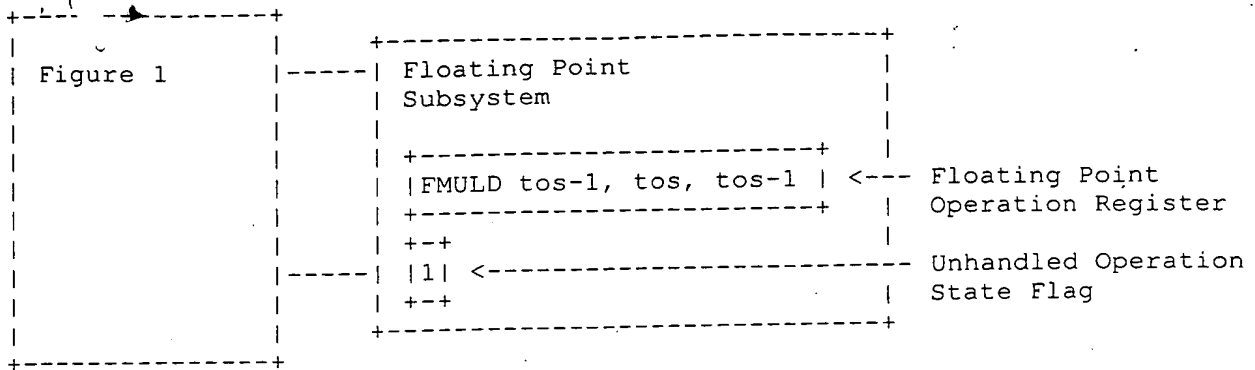 Figure 1
Floating Point
Subsystem
FMULD tos-1, tos, tos-1
<--- Floating Point
Operation Register
1
<--------------------------- Unhandled Operation
State Flag